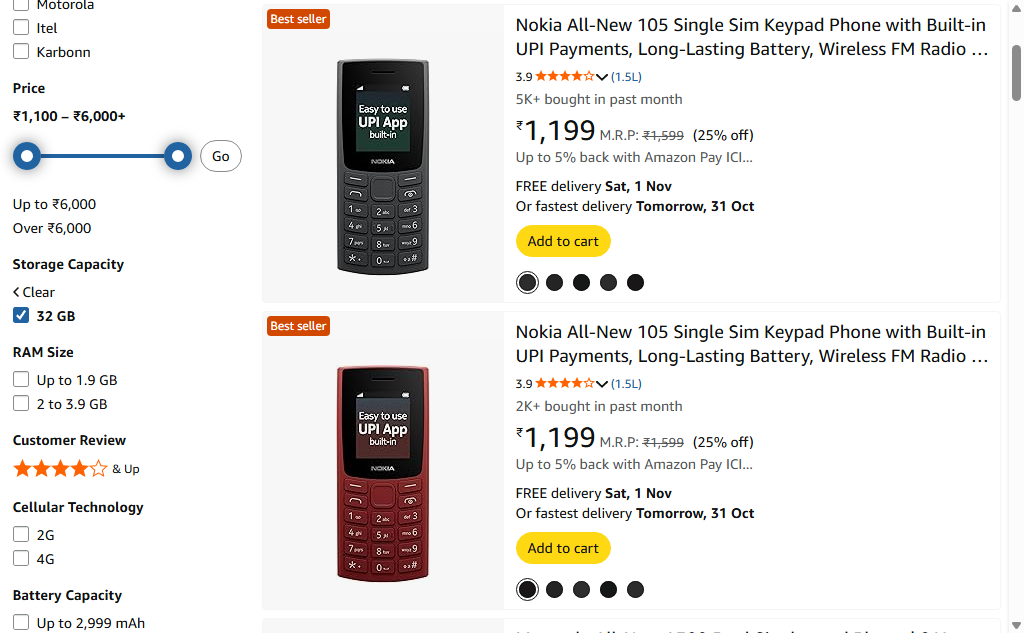 Motorola
Itel
Karbonn
Price
₹1,100 – ₹6,000+
Go
Up to ₹6,000
Over ₹6,000
Storage Capacity
Clear
32 GB
RAM Size
Up to 1.9 GB
2 to 3.9 GB
Customer Review
& Up
Cellular Technology
2G
4G
Battery Capacity
Up to 2,999 mAh
Best seller
Easy to use
UPI App
built-in
NOKIA
Nokia All-New 105 Single Sim Keypad Phone with Built-in
UPI Payments, Long-Lasting Battery, Wireless FM Radio …
3.9 (1.5L)
5K+ bought in past month
₹1,199 M.R.P: ₹1,599 (25% off)
Up to 5% back with Amazon Pay ICI…
FREE delivery Sat, 1 Nov
Or fastest delivery Tomorrow, 31 Oct
Add to cart
Best seller
Easy to use
UPI App
built-in
NOKIA
Nokia All-New 105 Single Sim Keypad Phone with Built-in
UPI Payments, Long-Lasting Battery, Wireless FM Radio …
3.9 (1.5L)
2K+ bought in past month
₹1,199 M.R.P: ₹1,599 (25% off)
Up to 5% back with Amazon Pay ICI…
FREE delivery Sat, 1 Nov
Or fastest delivery Tomorrow, 31 Oct
Add to cart